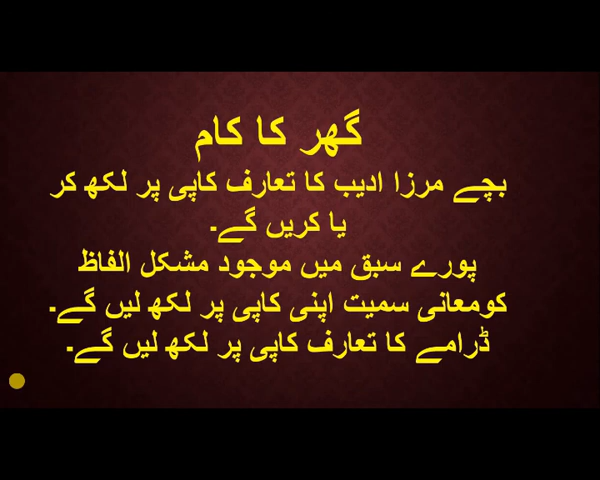 گھر کا کام
بچے مرزا ادیب کا تعارف کاپی پر لکھ کر
یا کریں گے۔
پورے سبق میں موجود مشکل الفاظ
کومعانی سمیت اپنی کاپی پر لکھ لیں گے۔
ڈرامے کا تعارف کاپی پر لکھ لیں گے۔